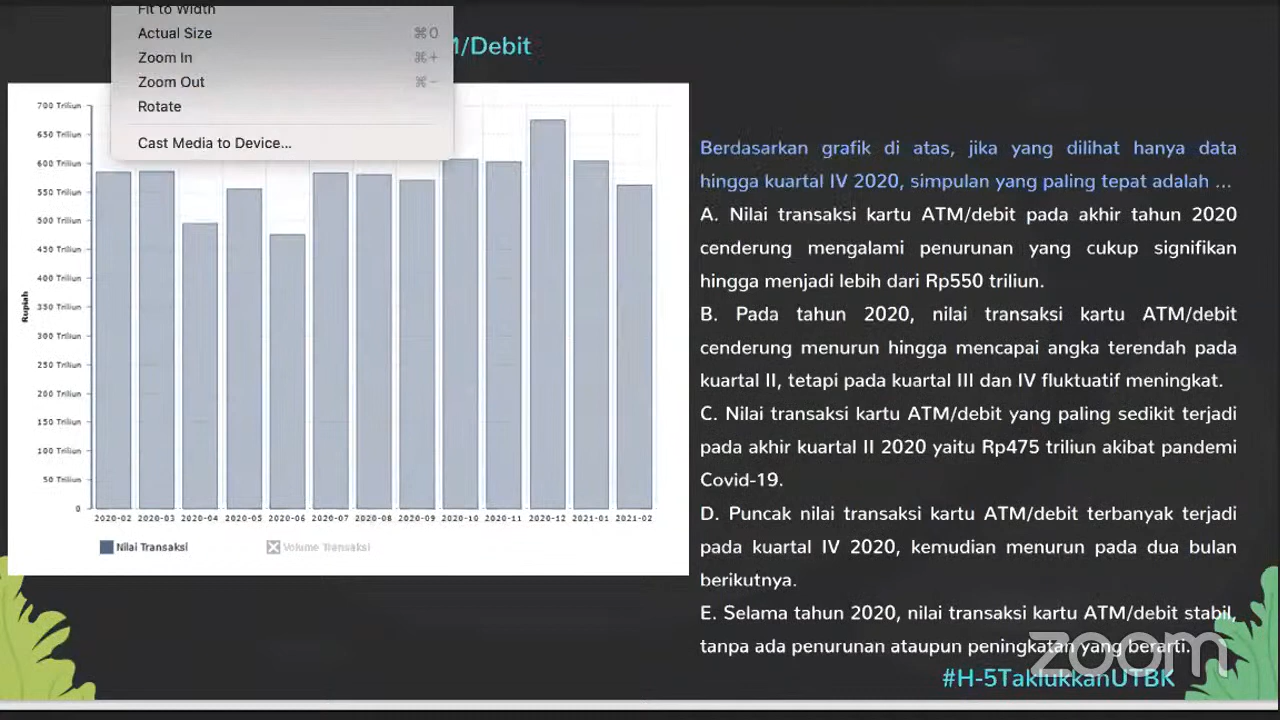 Fit to Width
Actual Size ⌘0
Zoom In ⌘+
Zoom Out ⌘−
Rotate
Cast Media to Device...
/Debit
700 Triliun
650 Triliun
600 Triliun
550 Triliun
500 Triliun
450 Triliun
400 Triliun
350 Triliun
300 Triliun
250 Triliun
200 Triliun
150 Triliun
100 Triliun
50 Triliun
0
Rupiah
2020-02 2020-03 2020-04 2020-05 2020-06 2020-07 2020-08 2020-09 2020-10 2020-11 2020-12 2021-01 2021-02
Nilai Transaksi Volume Transaksi
Berdasarkan grafik di atas, jika yang dilihat hanya data
hingga kuartal IV 2020, simpulan yang paling tepat adalah ...
A. Nilai transaksi kartu ATM/debit pada akhir tahun 2020
cenderung mengalami penurunan yang cukup signifikan
hingga menjadi lebih dari Rp550 triliun.
B. Pada tahun 2020, nilai transaksi kartu ATM/debit
cenderung menurun hingga mencapai angka terendah pada
kuartal II, tetapi pada kuartal III dan IV fluktuatif meningkat.
C. Nilai transaksi kartu ATM/debit yang paling sedikit terjadi
pada akhir kuartal II 2020 yaitu Rp475 triliun akibat pandemi
Covid-19.
D. Puncak nilai transaksi kartu ATM/debit terbanyak terjadi
pada kuartal IV 2020, kemudian menurun pada dua bulan
berikutnya.
E. Selama tahun 2020, nilai transaksi kartu ATM/debit stabil,
tanpa ada penurunan ataupun peningkatan yang berarti.
zoom
#H-5TaklukkanUTBK